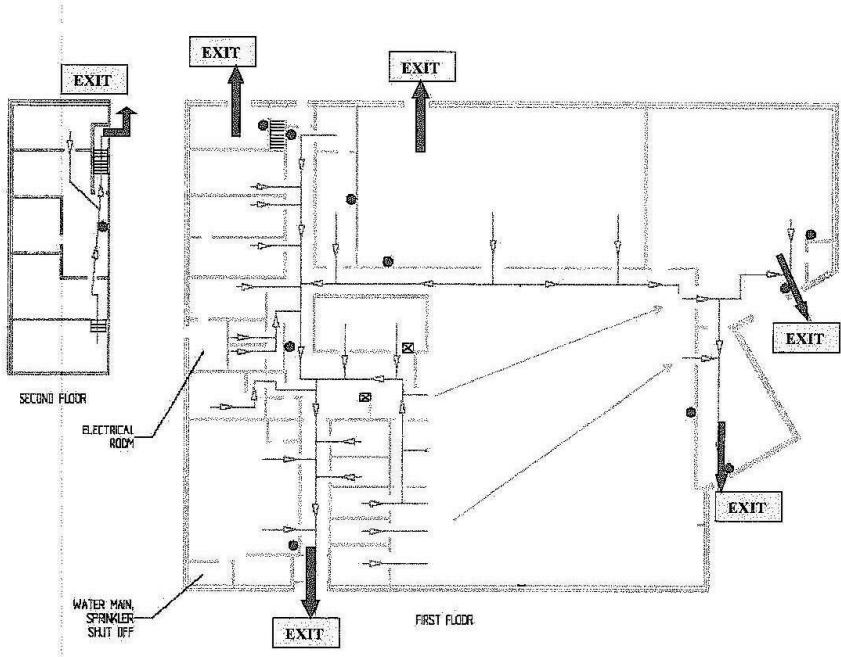 EXIT
EXIT
EXIT
EXIT
SECOND FLOOR
ELECTRICAL
ROOM
EXIT
WATER MAIN,
SPRINKLER
SHUT OFF
EXIT
FIRST FLOOR